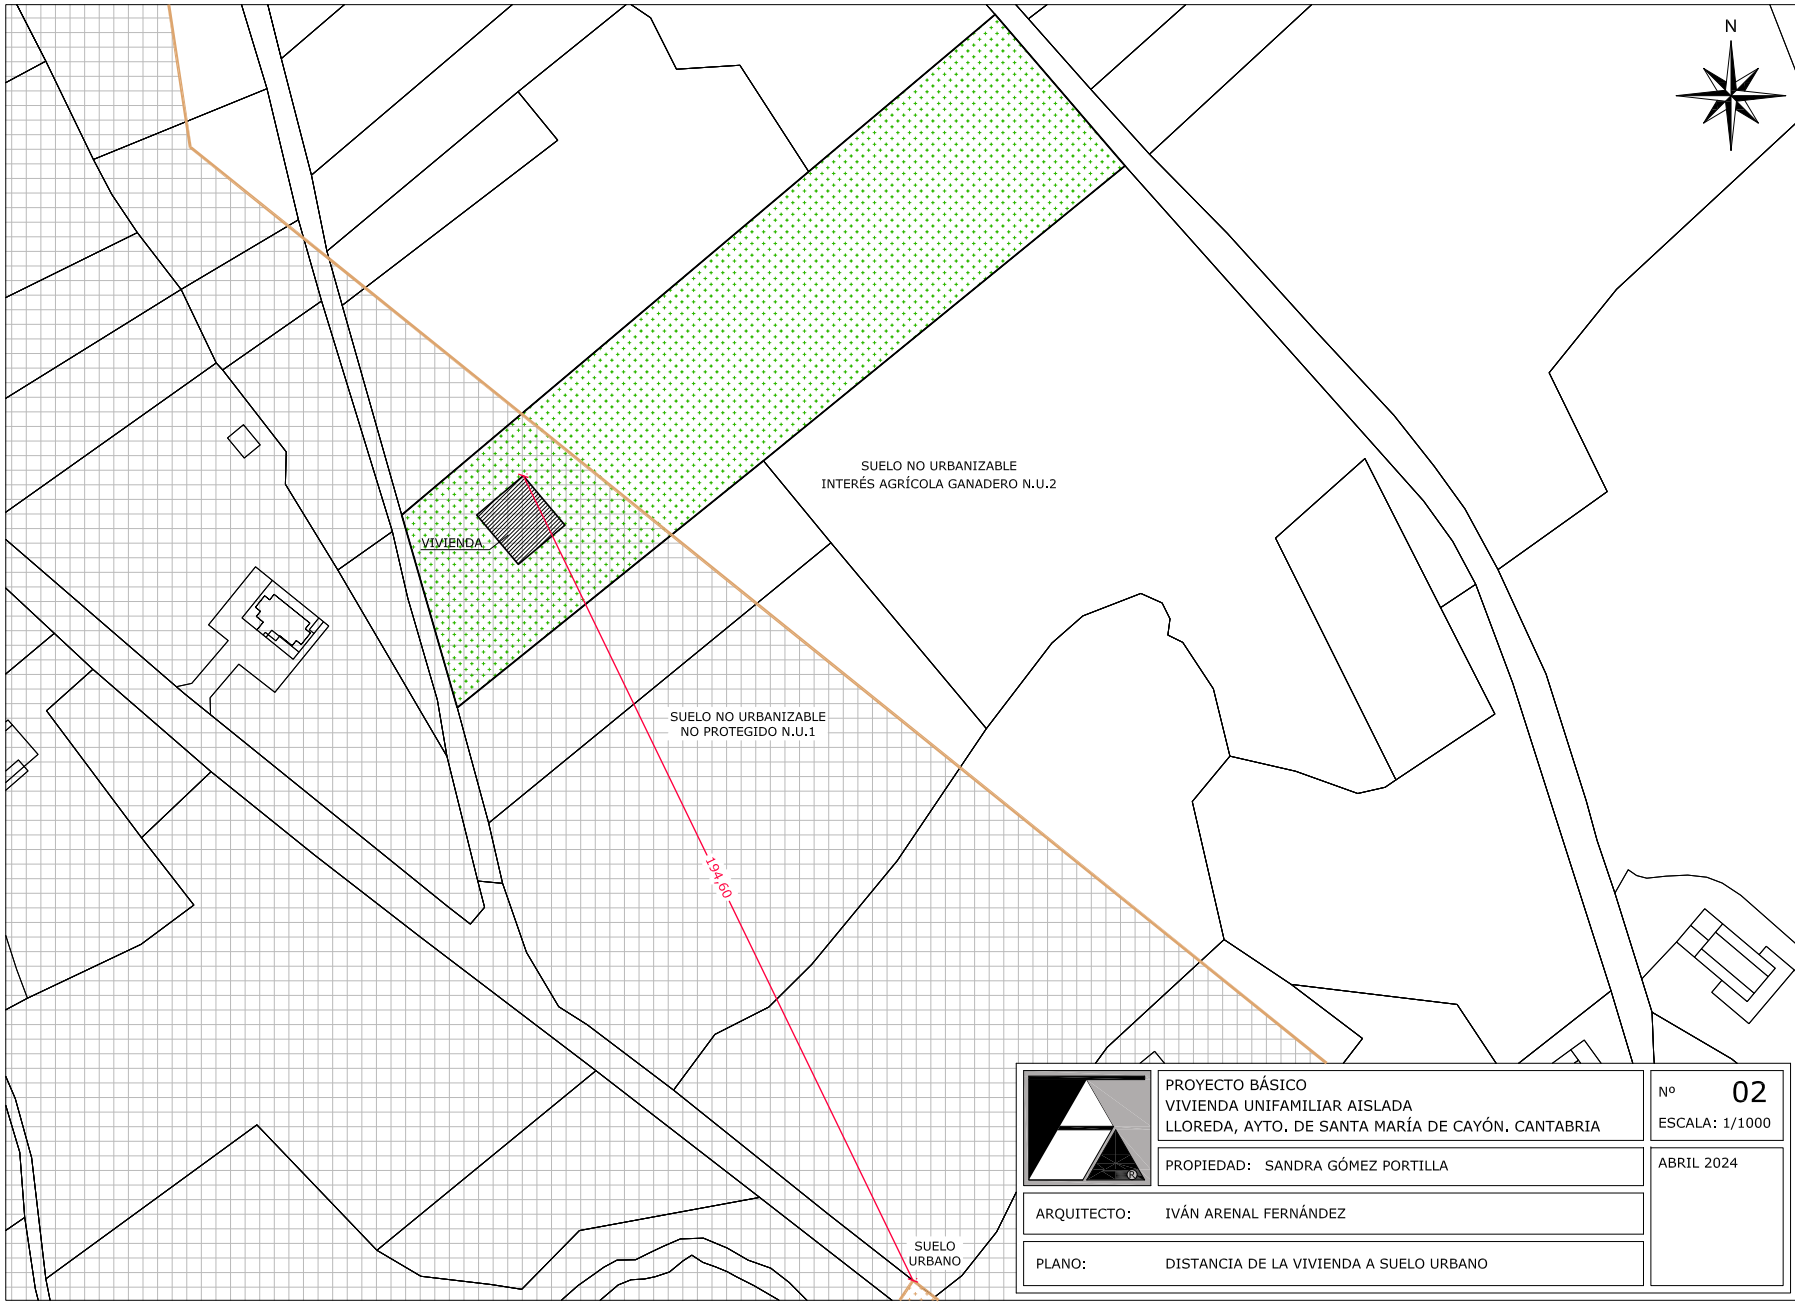 N
SUELO NO URBANIZABLE
INTERÉS AGRÍCOLA GANADERO N.U.2
VIVIENDA
SUELO NO URBANIZABLE
NO PROTEGIDO N.U.1
194,60
SUELO
URBANO
PROYECTO BÁSICO
VIVIENDA UNIFAMILIAR AISLADA
LLOREDA, AYTO. DE SANTA MARÍA DE CAYÓN. CANTABRIA
Nº 02
ESCALA: 1/1000
PROPIEDAD: SANDRA GÓMEZ PORTILLA
ABRIL 2024
®
ARQUITECTO: IVÁN ARENAL FERNÁNDEZ
PLANO: DISTANCIA DE LA VIVIENDA A SUELO URBANO